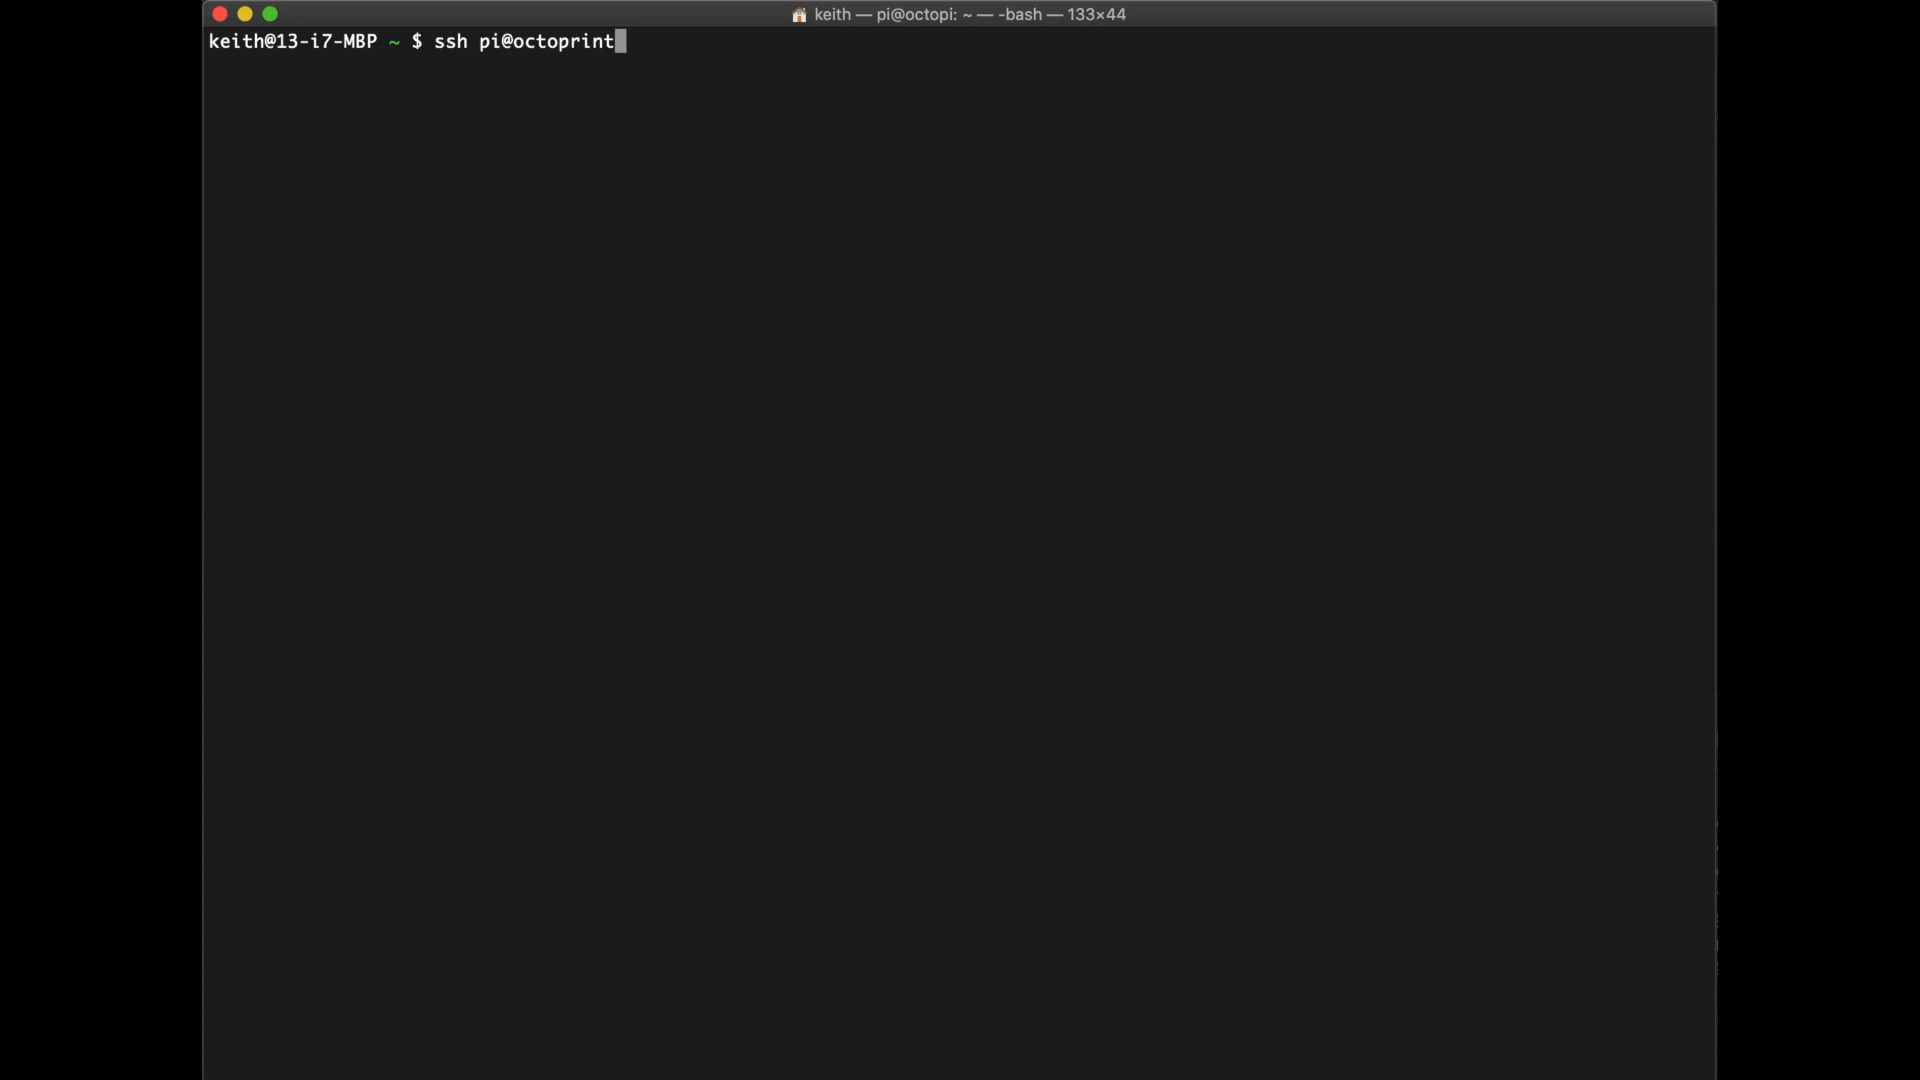 keith — pi@octopi: ~ — -bash — 133×44
keith@13-i7-MBP ~ $ ssh pi@octoprint